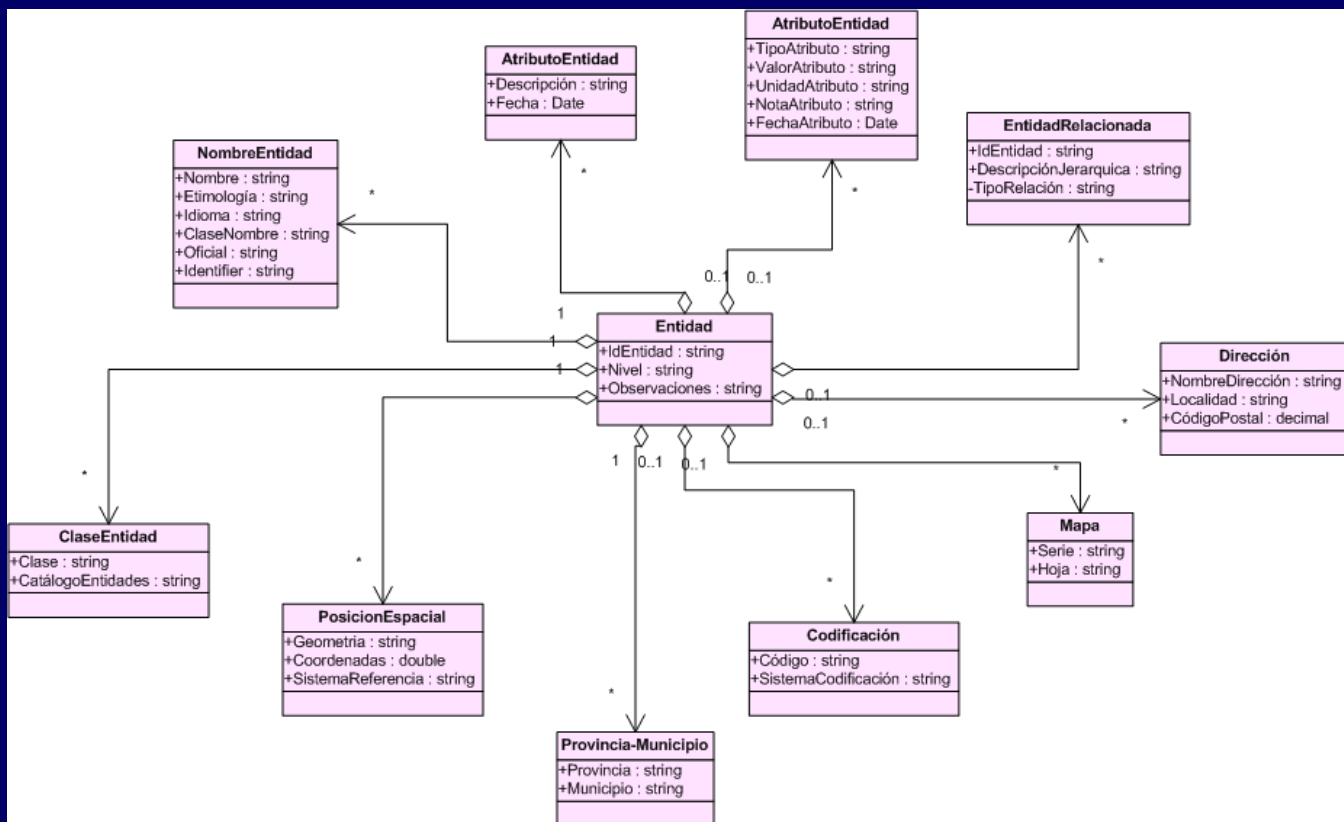 AtributoEntidad
+TipoAtributo : string
+ValorAtributo : string
+UnidadAtributo : string
+NotaAtributo : string
+FechaAtributo : Date
AtributoEntidad
+Descripción : string
+Fecha : Date
EntidadRelacionada
+IdEntidad : string
+DescripciónJerarquica : string
-TipoRelación : string
NombreEntidad
+Nombre : string
+Etimología : string
+Idioma : string
+ClaseNombre : string
+Oficial : string
+Identifier : string
*
*
*
*
0..1
0..1
1
1
1
Entidad
+IdEntidad : string
+Nivel : string
+Observaciones : string
0..1
0..1
*
Dirección
+NombreDirección : string
+Localidad : string
+CódigoPostal : decimal
1
0..1
0..1
*
*
*
*
*
ClaseEntidad
+Clase : string
+CatálogoEntidades : string
Mapa
+Serie : string
+Hoja : string
PosicionEspacial
+Geometria : string
+Coordenadas : double
+SistemaReferencia : string
Codificación
+Código : string
+SistemaCodificación : string
Provincia-Municipio
+Provincia : string
+Municipio : string